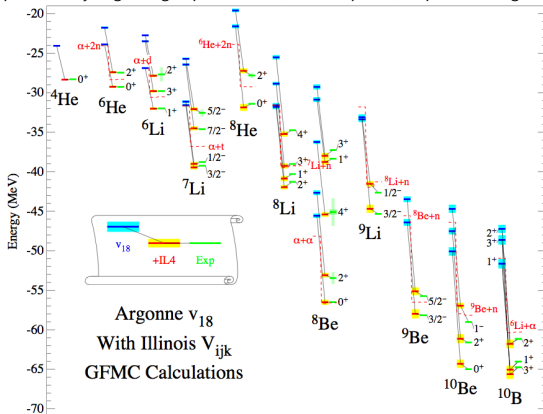 Energy (MeV)
-20
-25
-30
-35
-40
-45
-50
-55
-60
-65
-70
0+
4He
α+2n
2+
0+
6He
α+d
2+
3+
1+
6Li
5/2−
7/2−
α+t
1/2−
3/2−
7Li
6He+2n
2+
0+
8He
4+
7Li+n
3+
1+
0+
2+
8Li
3+
1+
4+
α+α
2+
0+
8Be
8Li+n
1/2−
3/2−
9Li
8Be+n
5/2−
3/2−
9Be
9Be+n
1−
2+
0+
10Be
2+
3+
1+
6Li+α
2+
1+
3+
10B
v18
+IL4
Exp
Argonne v18
With Illinois Vijk
GFMC Calculations